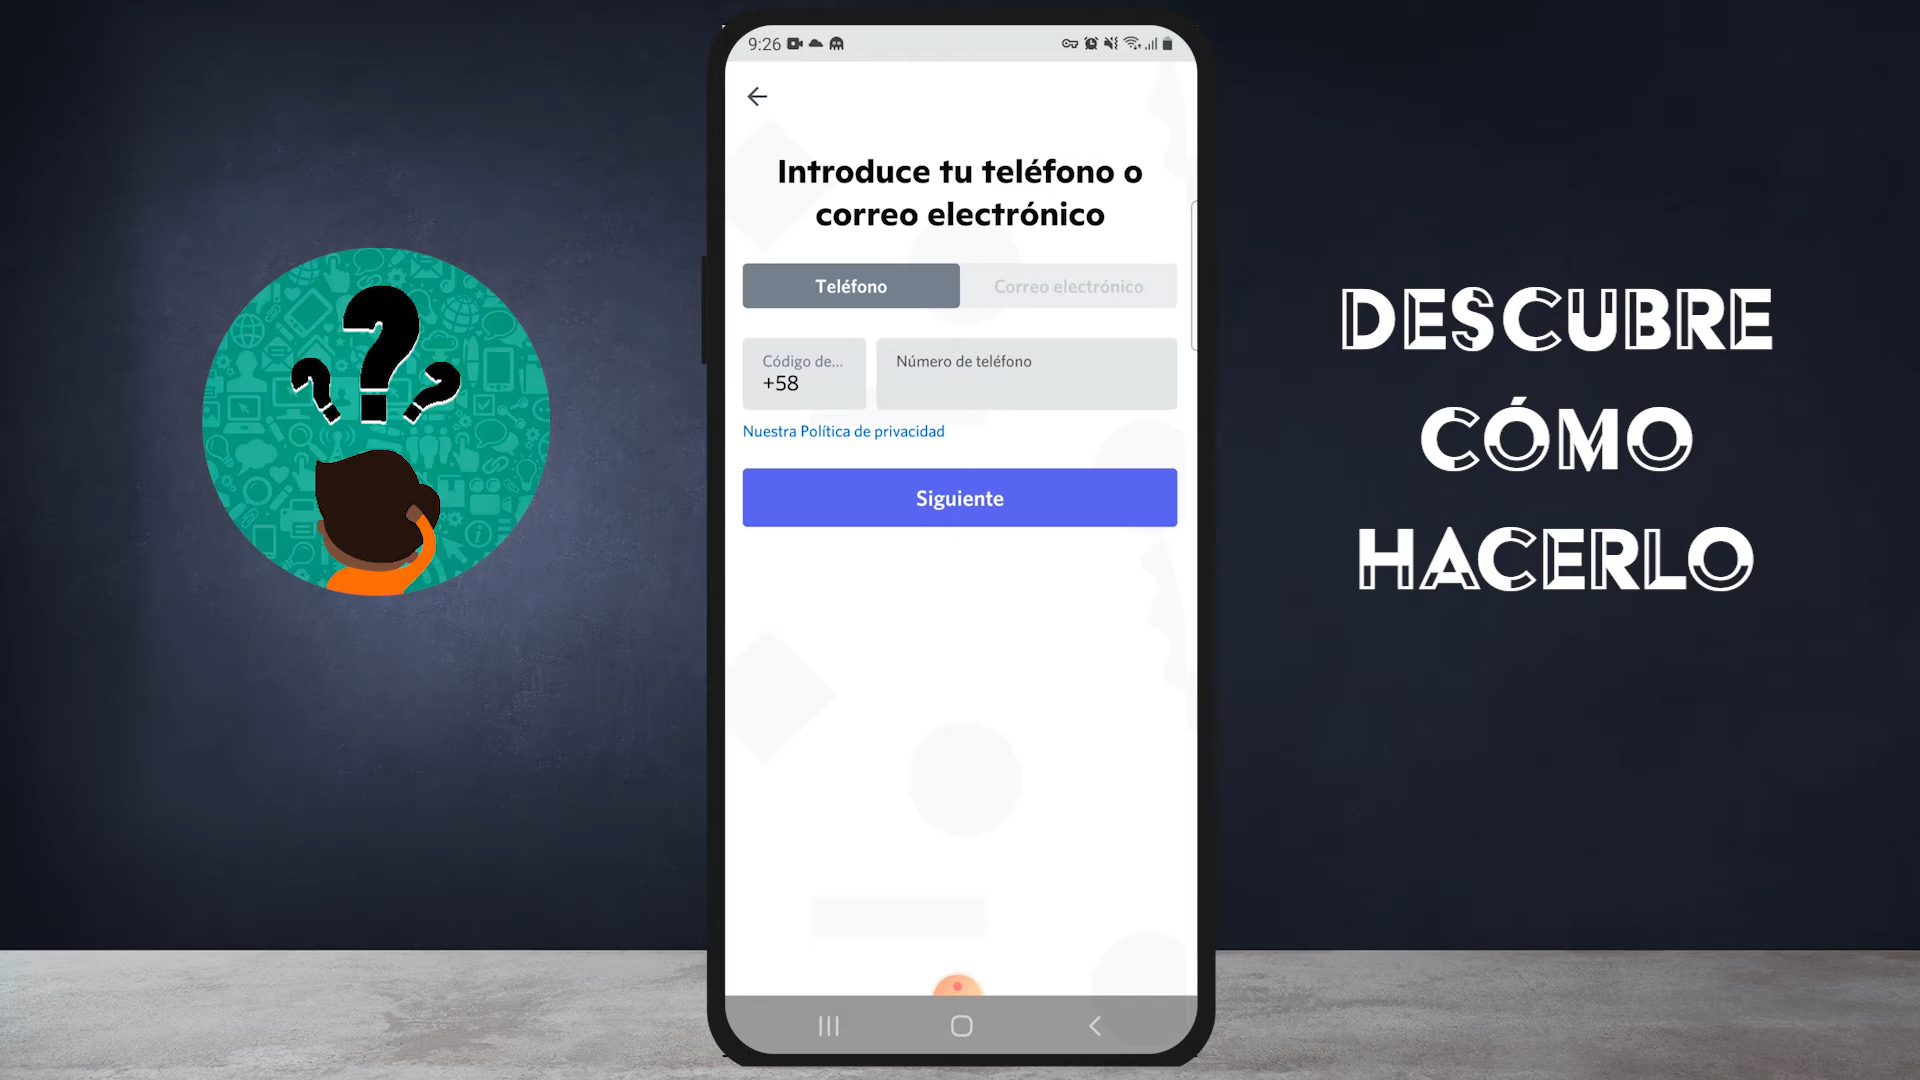 9:26
Introduce tu teléfono o
correo electrónico
Teléfono
Correo electrónico
Código de...
+58
Número de teléfono
Nuestra Política de privacidad
Siguiente
DESCUBRE
CÓMO
HACERLO